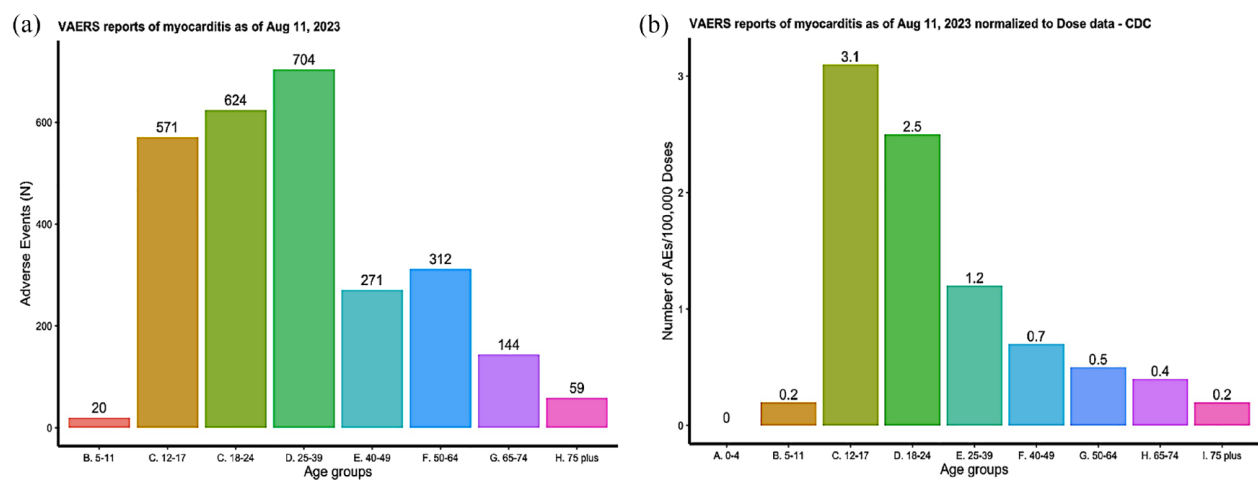 (a)
VAERS reports of myocarditis as of Aug 11, 2023
Adverse Events (N)
600
400
200
0
20
571
624
704
271
312
144
59
B. 5-11 C. 12-17 C. 18-24 D. 25-39 E. 40-49 F. 50-64 G. 65-74 H. 75 plus
Age groups
(b)
VAERS reports of myocarditis as of Aug 11, 2023 normalized to Dose data - CDC
Number of AEs/100,000 Doses
3
2
1
0
0
0.2
3.1
2.5
1.2
0.7
0.5
0.4
0.2
A. 0-4 B. 5-11 C. 12-17 D. 18-24 E. 25-39 F. 40-49 G. 50-64 H. 65-74 I. 75 plus
Age groups